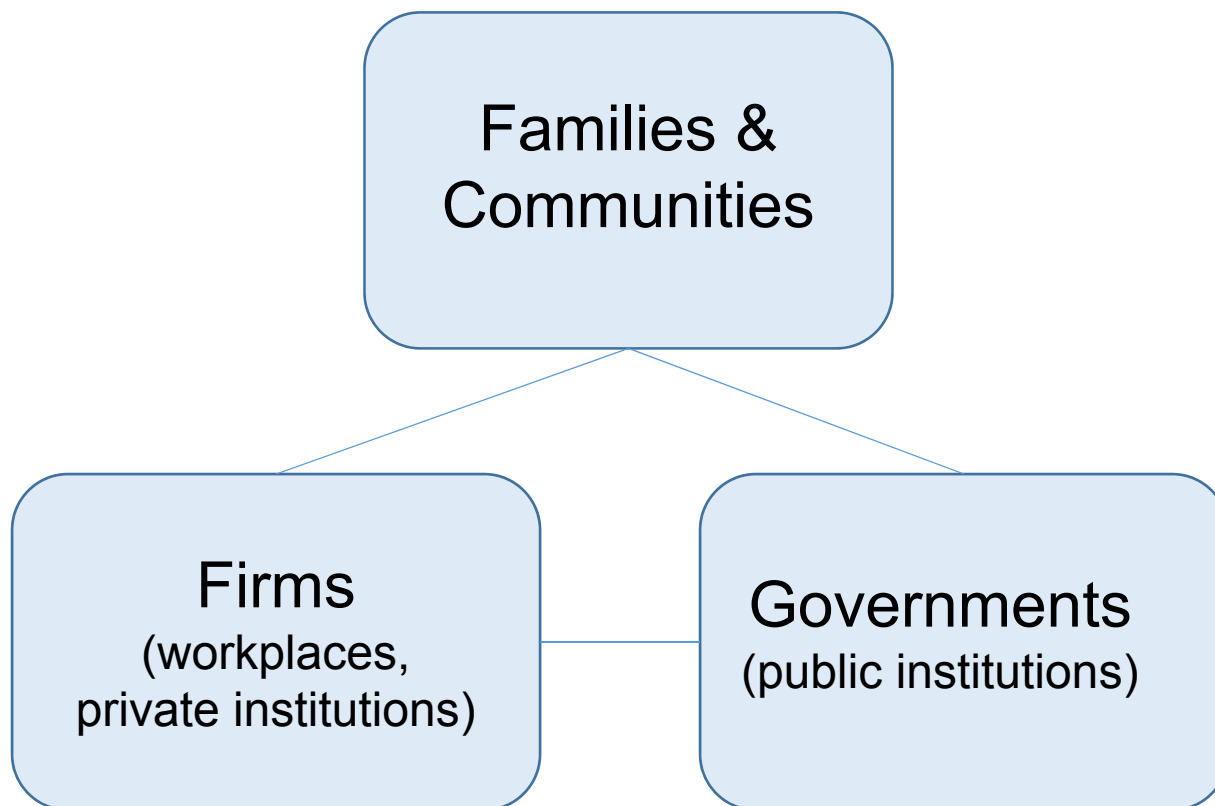 Families &
Communities
Firms
(workplaces,
private institutions)
Governments
(public institutions)